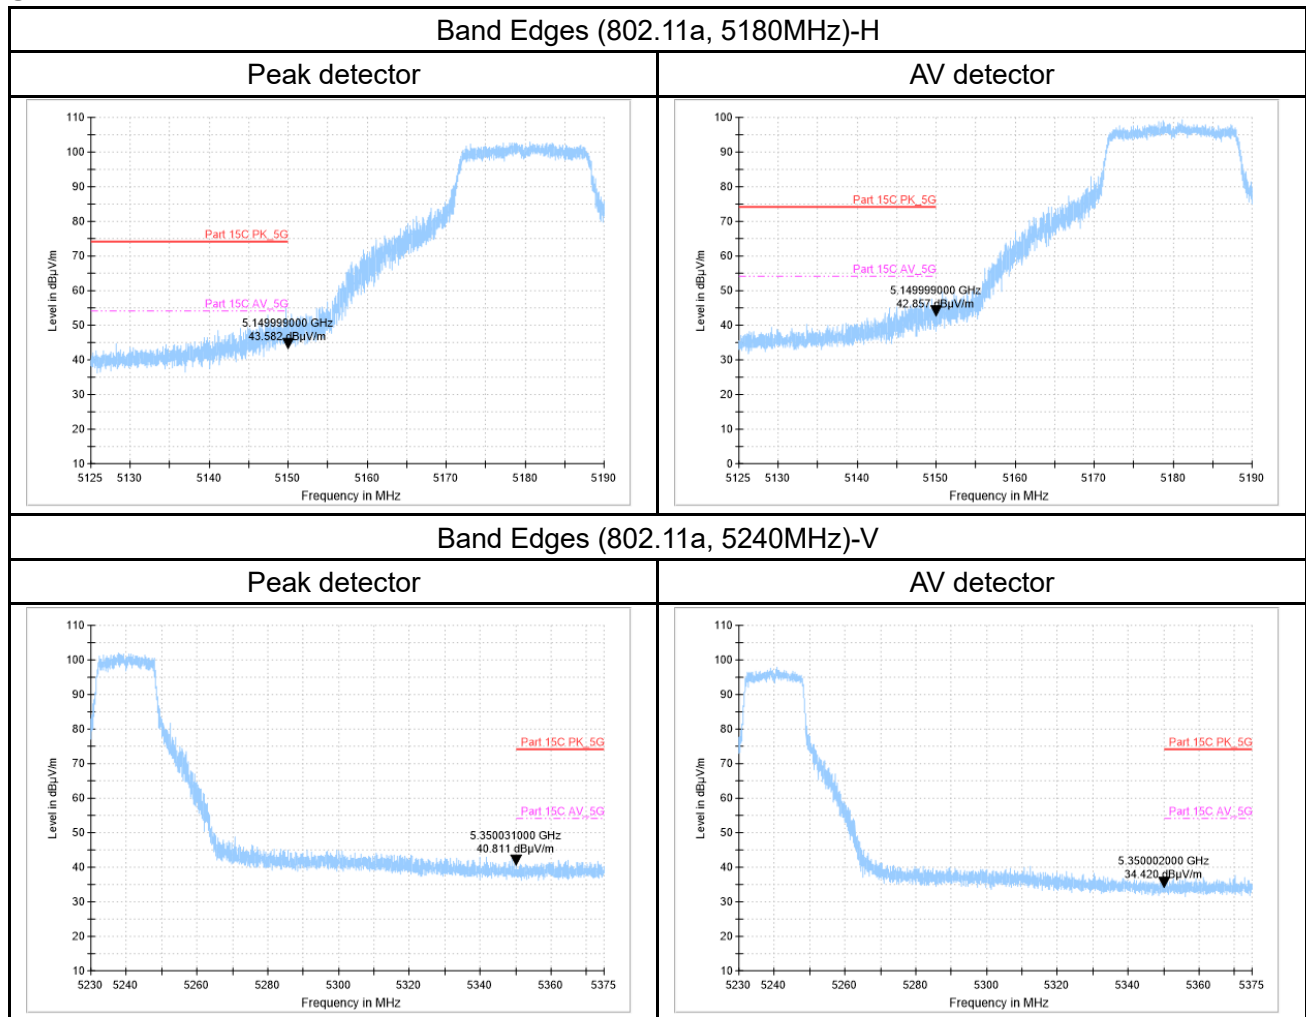 Band Edges (802.11a, 5180MHz)-H
Peak detector
AV detector
110
100
90
80
70
60
50
40
30
20
10
Level in dBμV/m
Part 15C PK_5G
Part 15C AV_5G
5.149999000 GHz
43.582 dBμV/m
5125 5130 5140 5150 5160 5170 5180 5190
Frequency in MHz
100
90
80
70
60
50
40
30
20
10
0
Level in dBμV/m
Part 15C PK_5G
Part 15C AV_5G
5.149999000 GHz
42.857 dBμV/m
5125 5130 5140 5150 5160 5170 5180 5190
Frequency in MHz
Band Edges (802.11a, 5240MHz)-V
Peak detector
AV detector
110
100
90
80
70
60
50
40
30
20
10
Level in dBμV/m
Part 15C PK_5G
Part 15C AV_5G
5.350031000 GHz
40.811 dBμV/m
5230 5240 5260 5280 5300 5320 5340 5360 5375
Frequency in MHz
110
100
90
80
70
60
50
40
30
20
10
Level in dBμV/m
Part 15C PK_5G
Part 15C AV_5G
5.350002000 GHz
34.420 dBμV/m
5230 5240 5260 5280 5300 5320 5340 5360 5375
Frequency in MHz